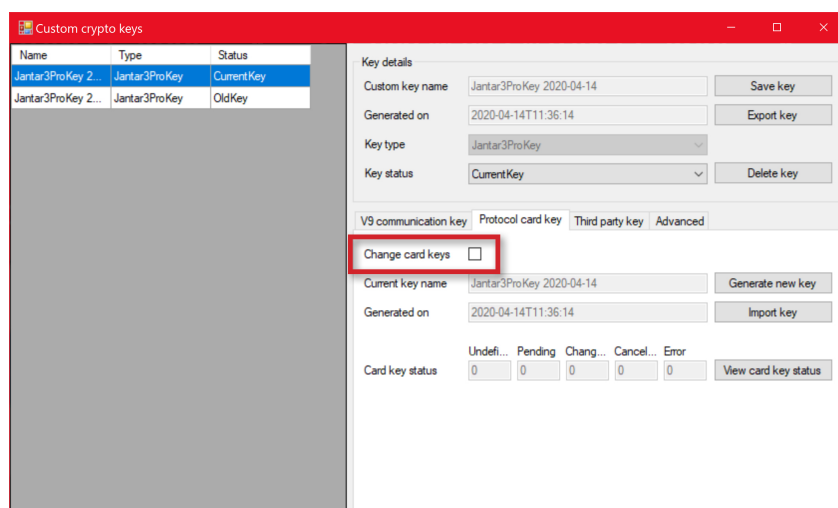 Custom crypto keys
Name Type Status
Jantar3ProKey 2... Jantar3ProKey CurrentKey
Jantar3ProKey 2... Jantar3ProKey OldKey
Key details
Custom key name Jantar3ProKey 2020-04-14 Save key
Generated on 2020-04-14T11:36:14 Export key
Key type Jantar3ProKey
Key status CurrentKey Delete key
V9 communication key Protocol card key Third party key Advanced
Change card keys
Current key name Jantar3ProKey 2020-04-14 Generate new key
Generated on 2020-04-14T11:36:14 Import key
Undefi... Pending Chang... Cancel... Error
Card key status 0 0 0 0 0 View card key status